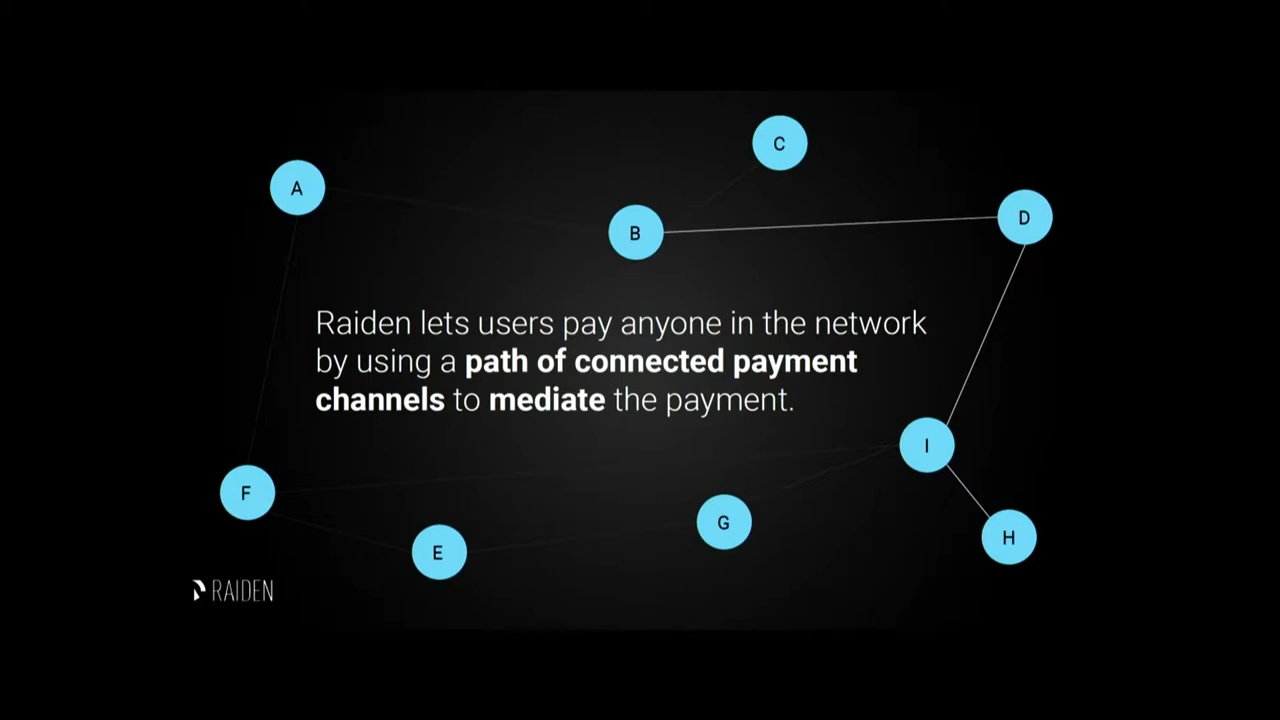 C
A
B
D
Raiden lets users pay anyone in the network
by using a path of connected payment
channels to mediate the payment.
I
F
G
H
E
RAIDEN